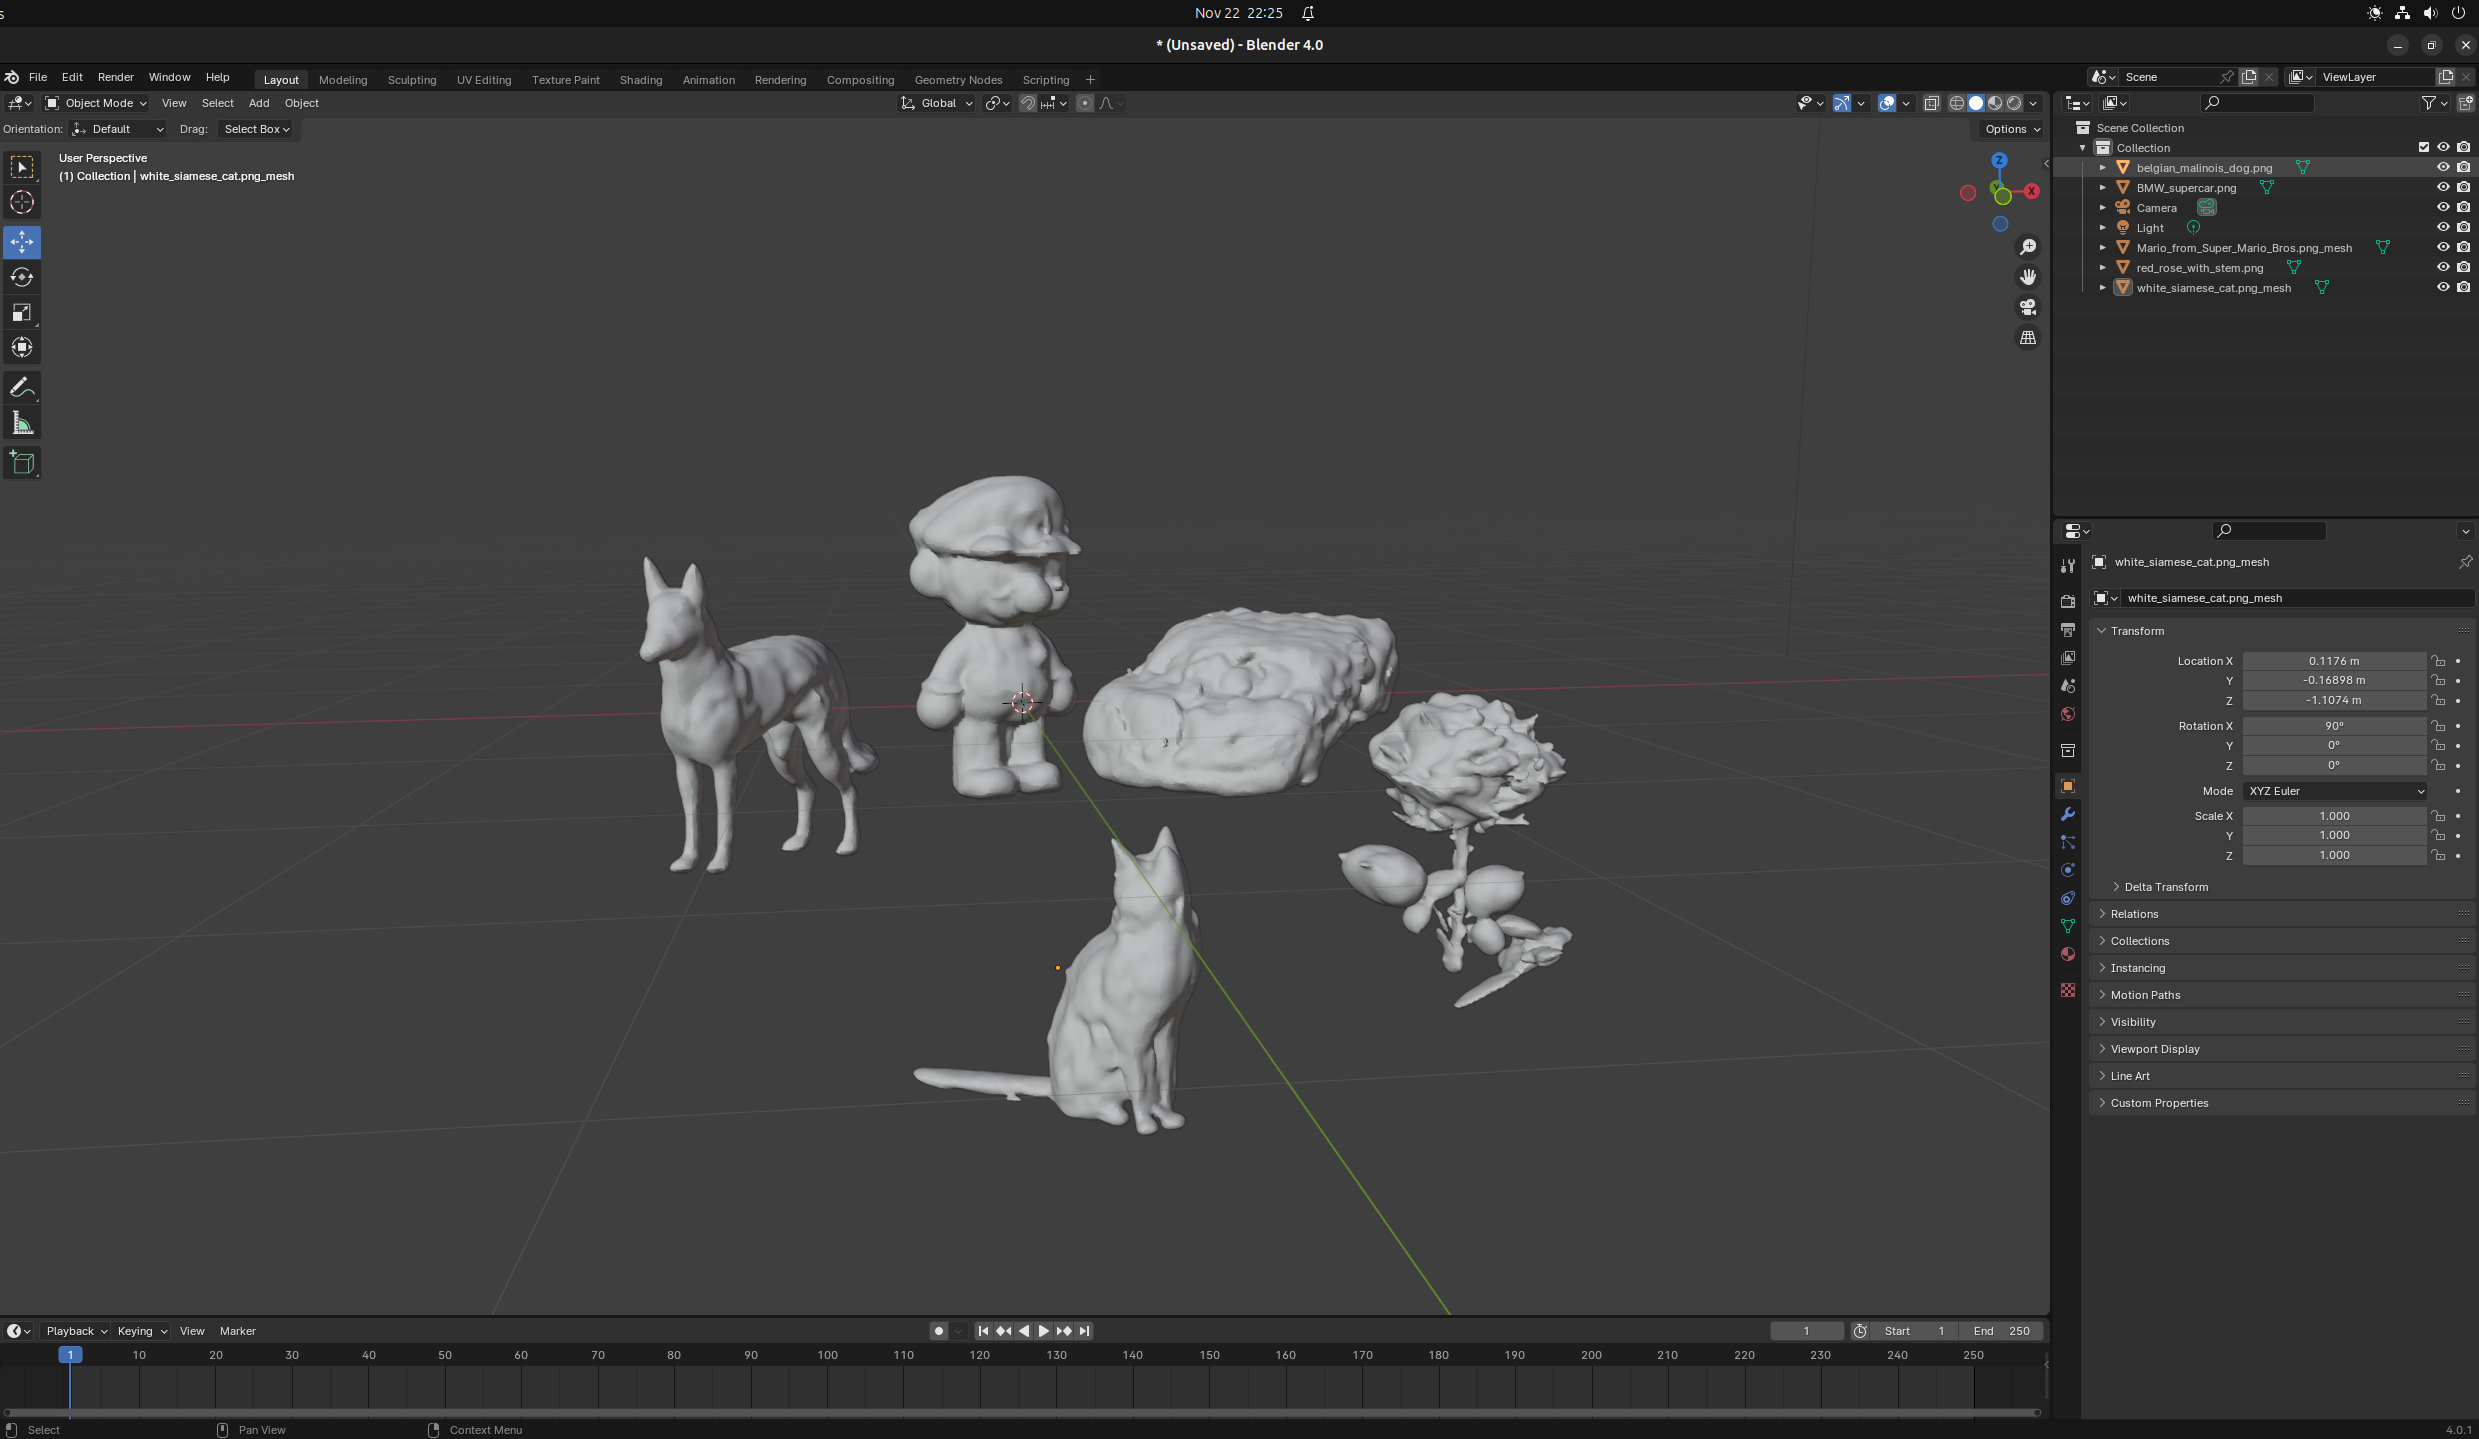 s
Nov 22 22:25
* (Unsaved) - Blender 4.0
File Edit Render Window Help Layout Modeling Sculpting UV Editing Texture Paint Shading Animation Rendering Compositing Geometry Nodes Scripting + Scene ViewLayer
Object Mode View Select Add Object Global
Orientation: Default Drag: Select Box Options
User Perspective
(1) Collection | white_siamese_cat.png_mesh
Z
Y
X
Scene Collection
Collection
belgian_malinois_dog.png
BMW_supercar.png
Camera
Light
Mario_from_Super_Mario_Bros.png_mesh
red_rose_with_stem.png
white_siamese_cat.png_mesh
white_siamese_cat.png_mesh
white_siamese_cat.png_mesh
Transform
Location X 0.1176 m
Y -0.16898 m
Z -1.1074 m
Rotation X 90°
Y 0°
Z 0°
Mode XYZ Euler
Scale X 1.000
Y 1.000
Z 1.000
Delta Transform
Relations
Collections
Instancing
Motion Paths
Visibility
Viewport Display
Line Art
Custom Properties
Playback Keying View Marker 1 Start 1 End 250
1 10 20 30 40 50 60 70 80 90 100 110 120 130 140 150 160 170 180 190 200 210 220 230 240 250
Select Pan View Context Menu 4.0.1